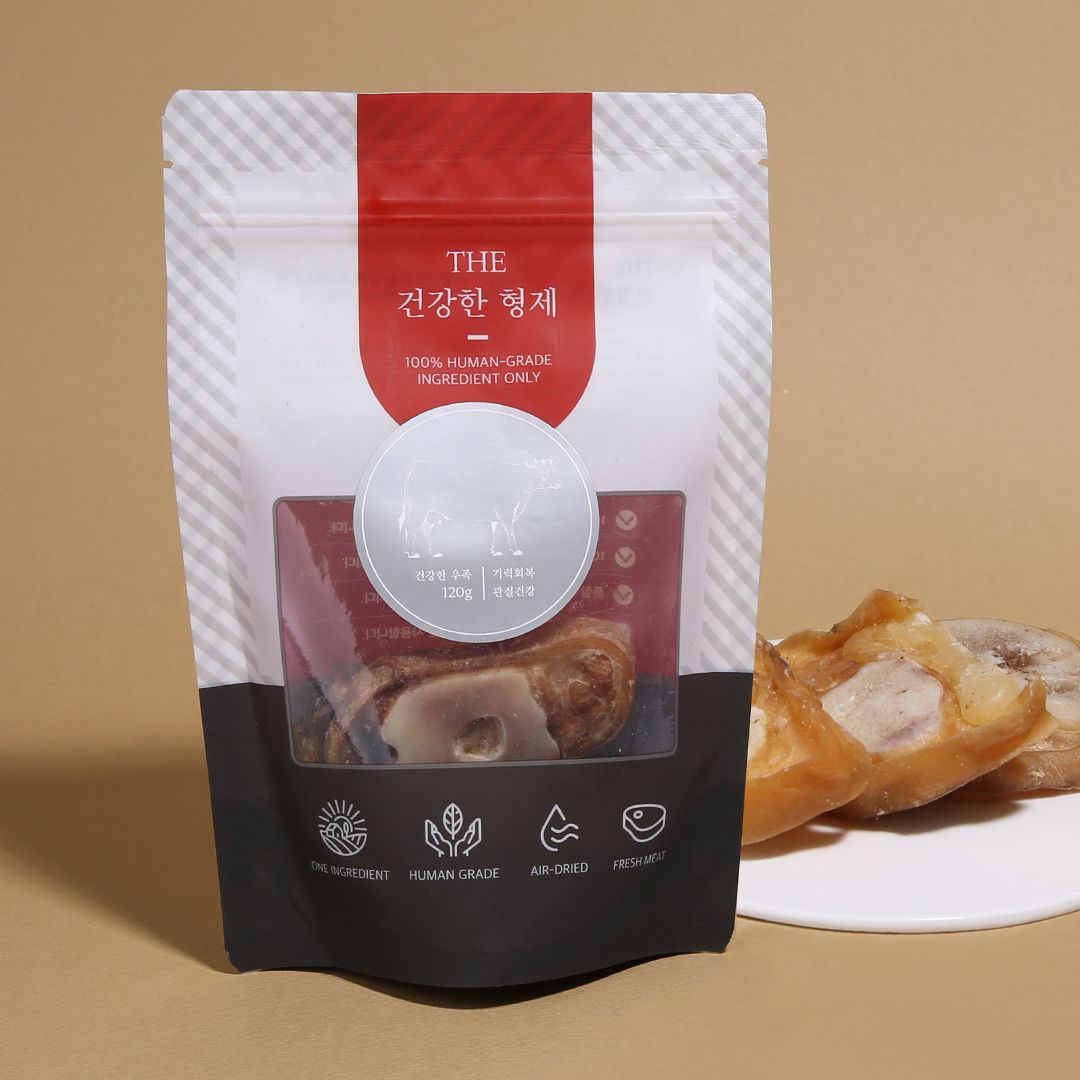 THE
건강한 형제
100% HUMAN-GRADE
INGREDIENT ONLY
건강한 우족
120g
기력회복
관절건강
ONE INGREDIENT
HUMAN GRADE
AIR-DRIED
FRESH MEAT